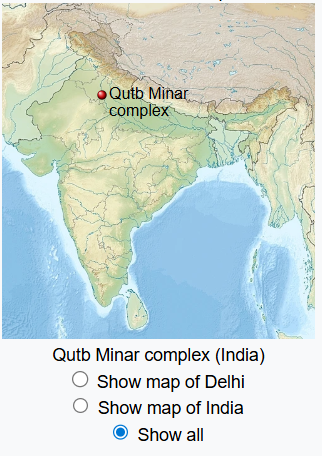 Qutb Minar
complex
Qutb Minar complex (India)
Show map of Delhi
Show map of India
Show all